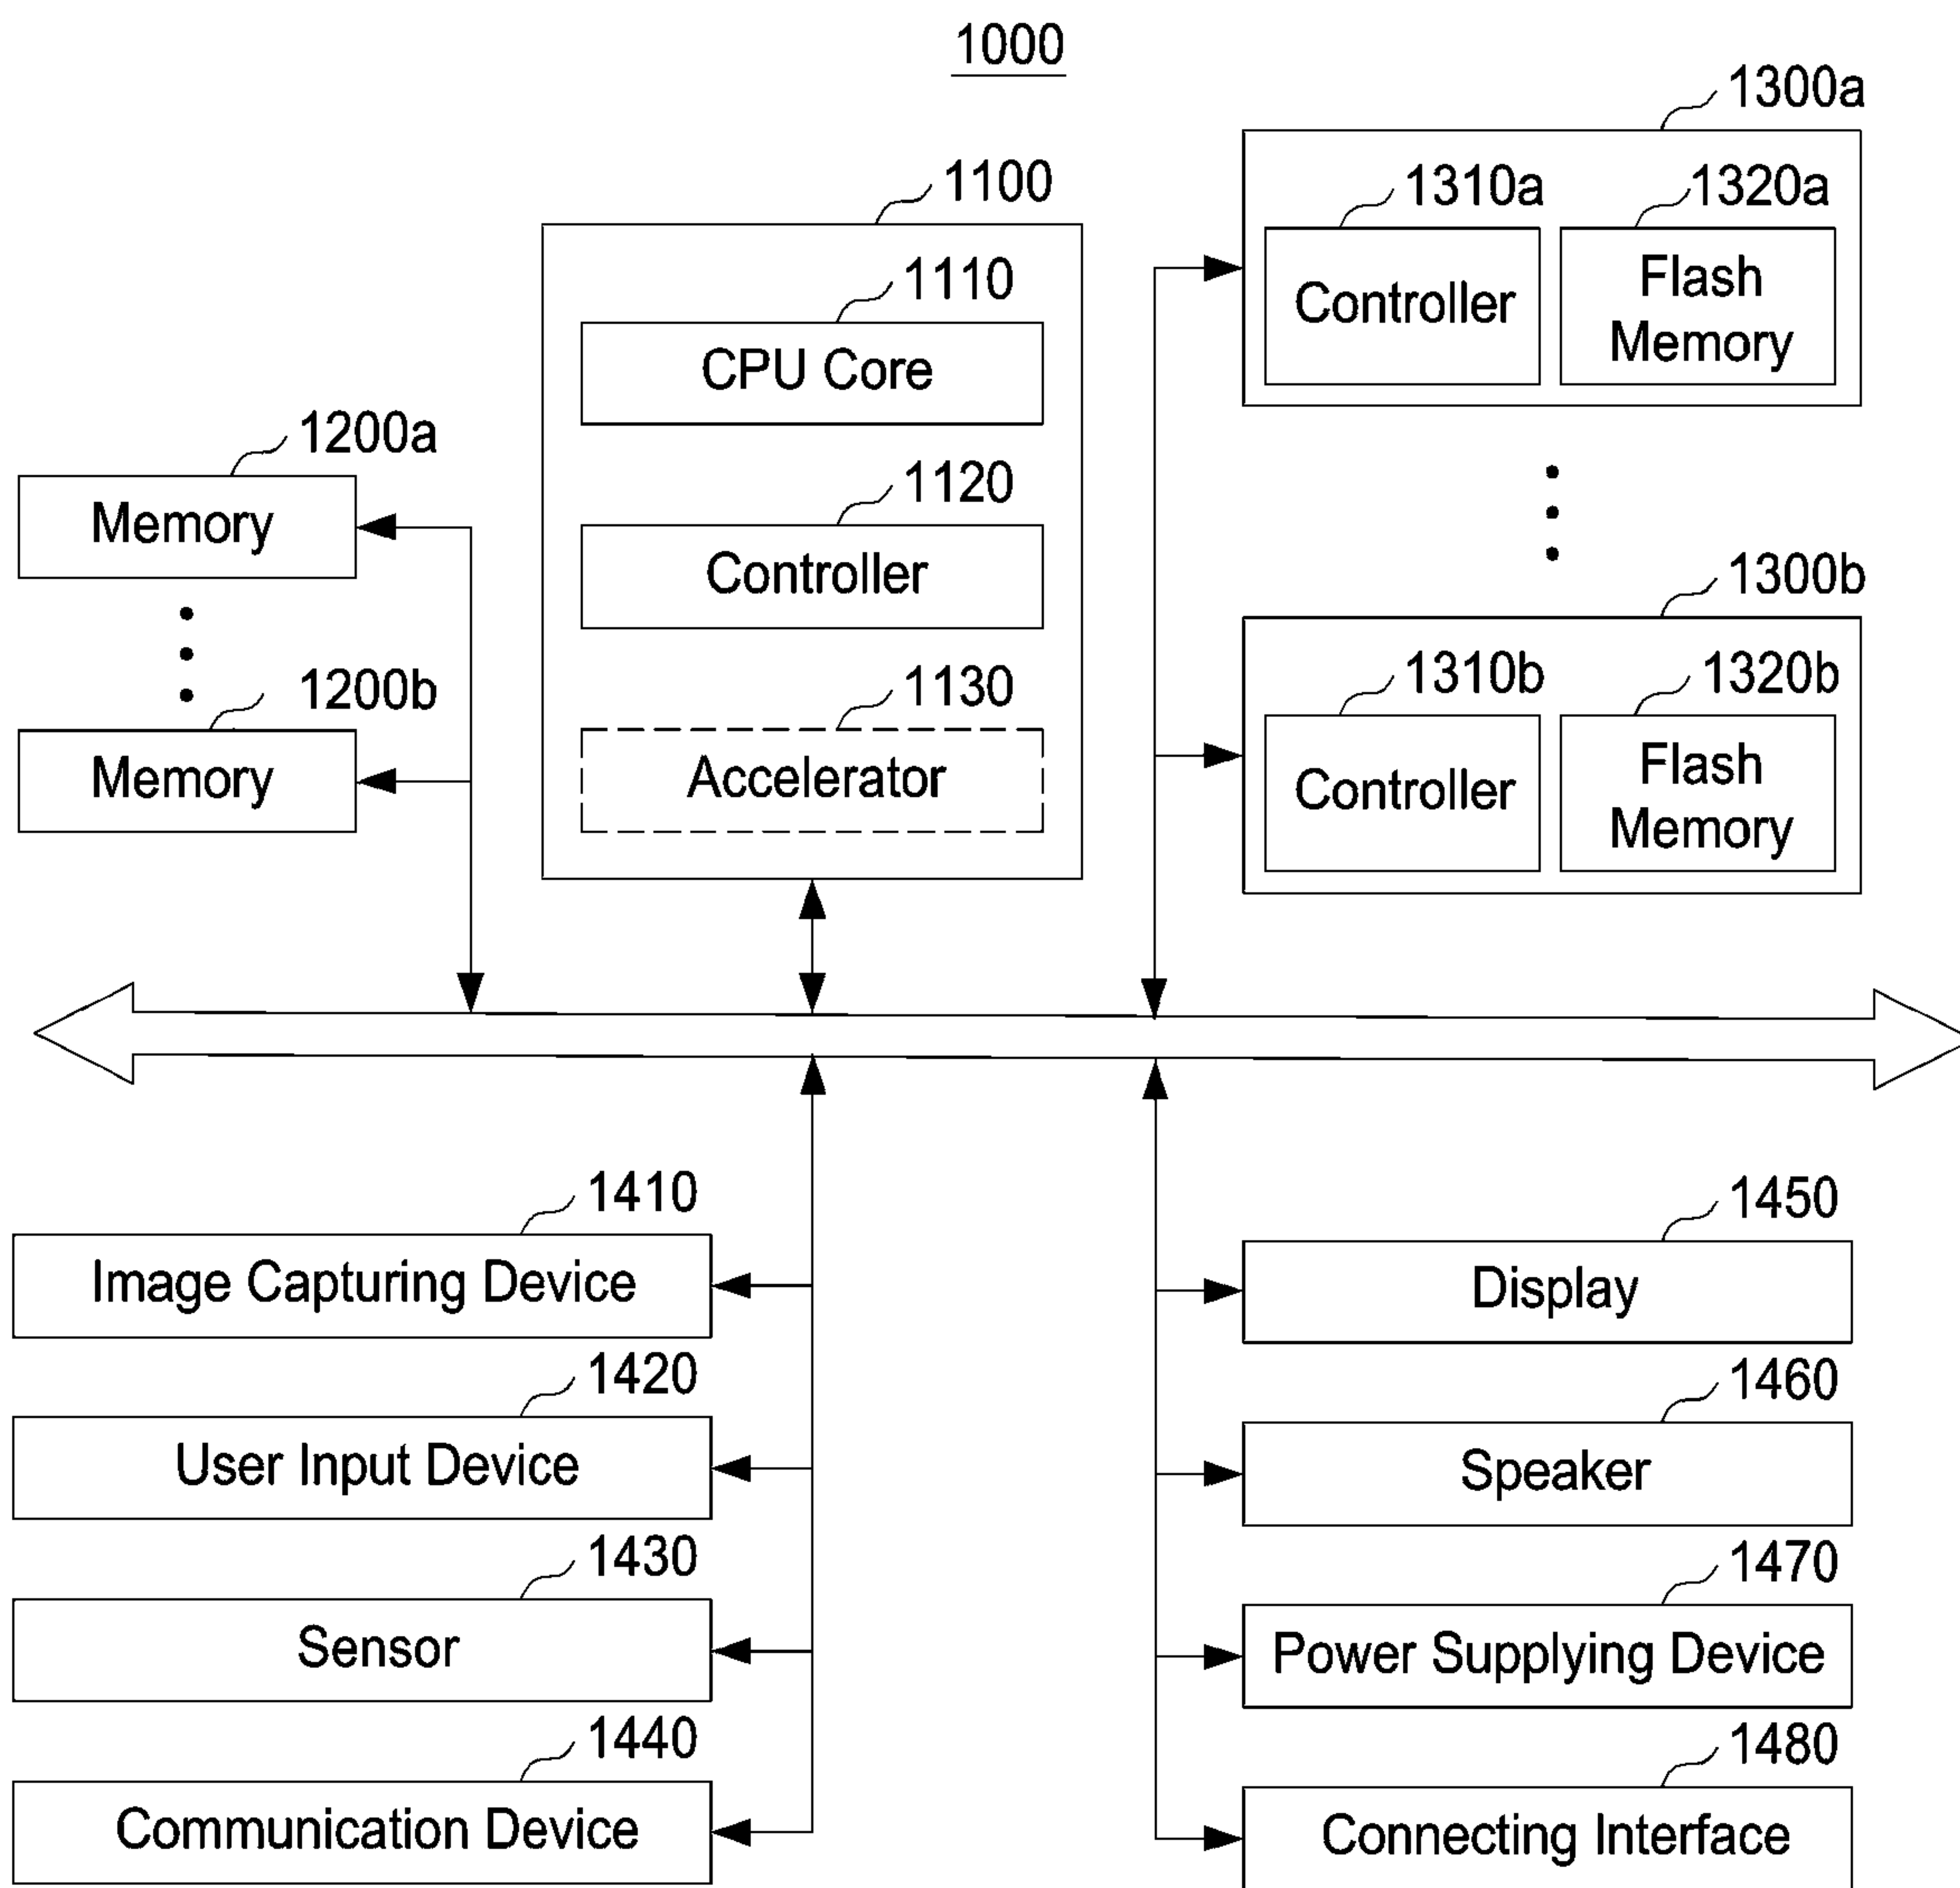 1000
1100
1110
CPU Core
1120
Controller
1130
Accelerator
1200a
Memory
1200b
Memory
1300a
1310a
Controller
1320a
Flash
Memory
1300b
1310b
Controller
1320b
Flash
Memory
1410
Image Capturing Device
1420
User Input Device
1430
Sensor
1440
Communication Device
1450
Display
1460
Speaker
1470
Power Supplying Device
1480
Connecting Interface